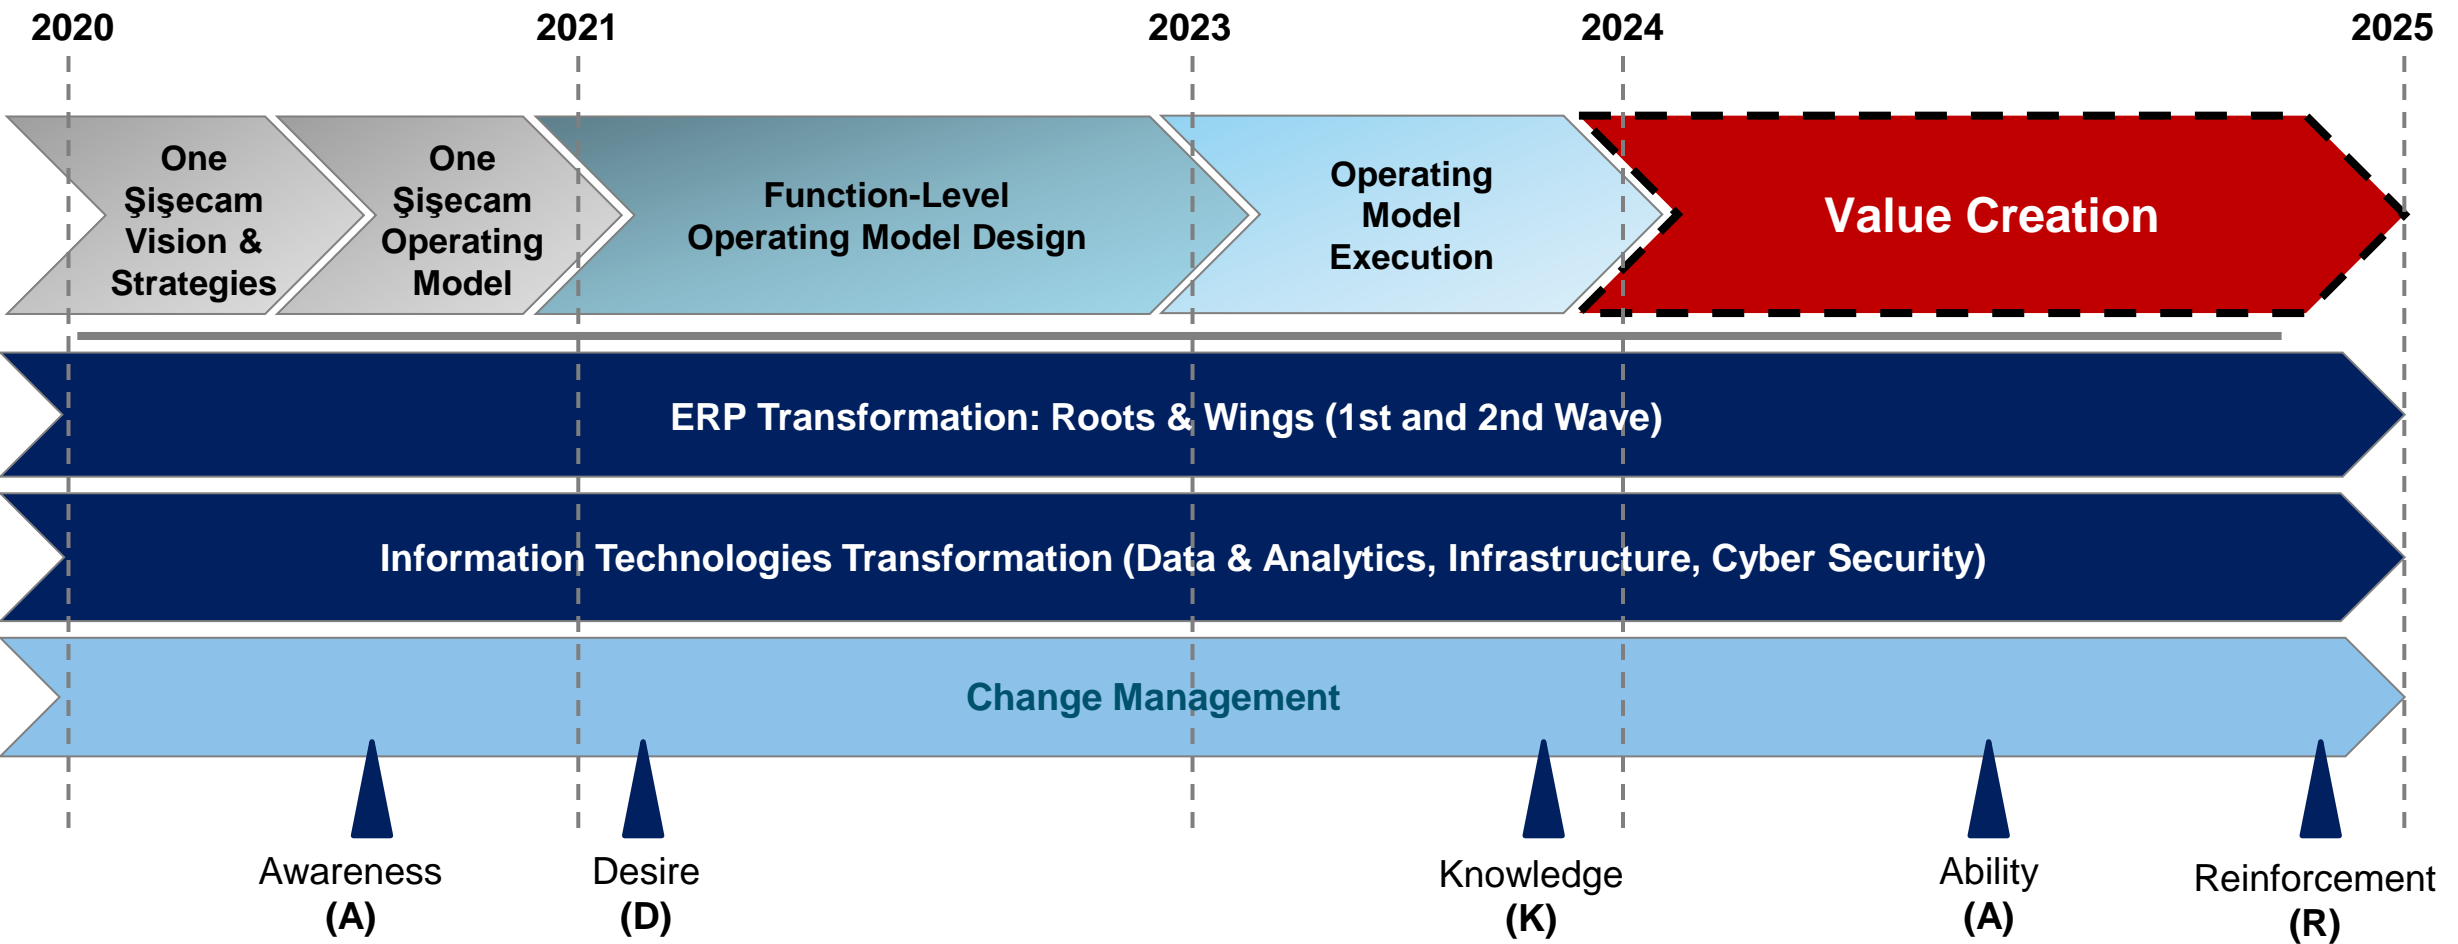 2020
2021
2023
2024
2025
One
Şişecam
Vision &
Strategies
One
Şişecam
Operating
Model
Function-Level
Operating Model Design
Operating
Model
Execution
Value Creation
ERP Transformation: Roots & Wings (1st and 2nd Wave)
Information Technologies Transformation (Data & Analytics, Infrastructure, Cyber Security)
Change Management
Awareness
(A)
Desire
(D)
Knowledge
(K)
Ability
(A)
Reinforcement
(R)